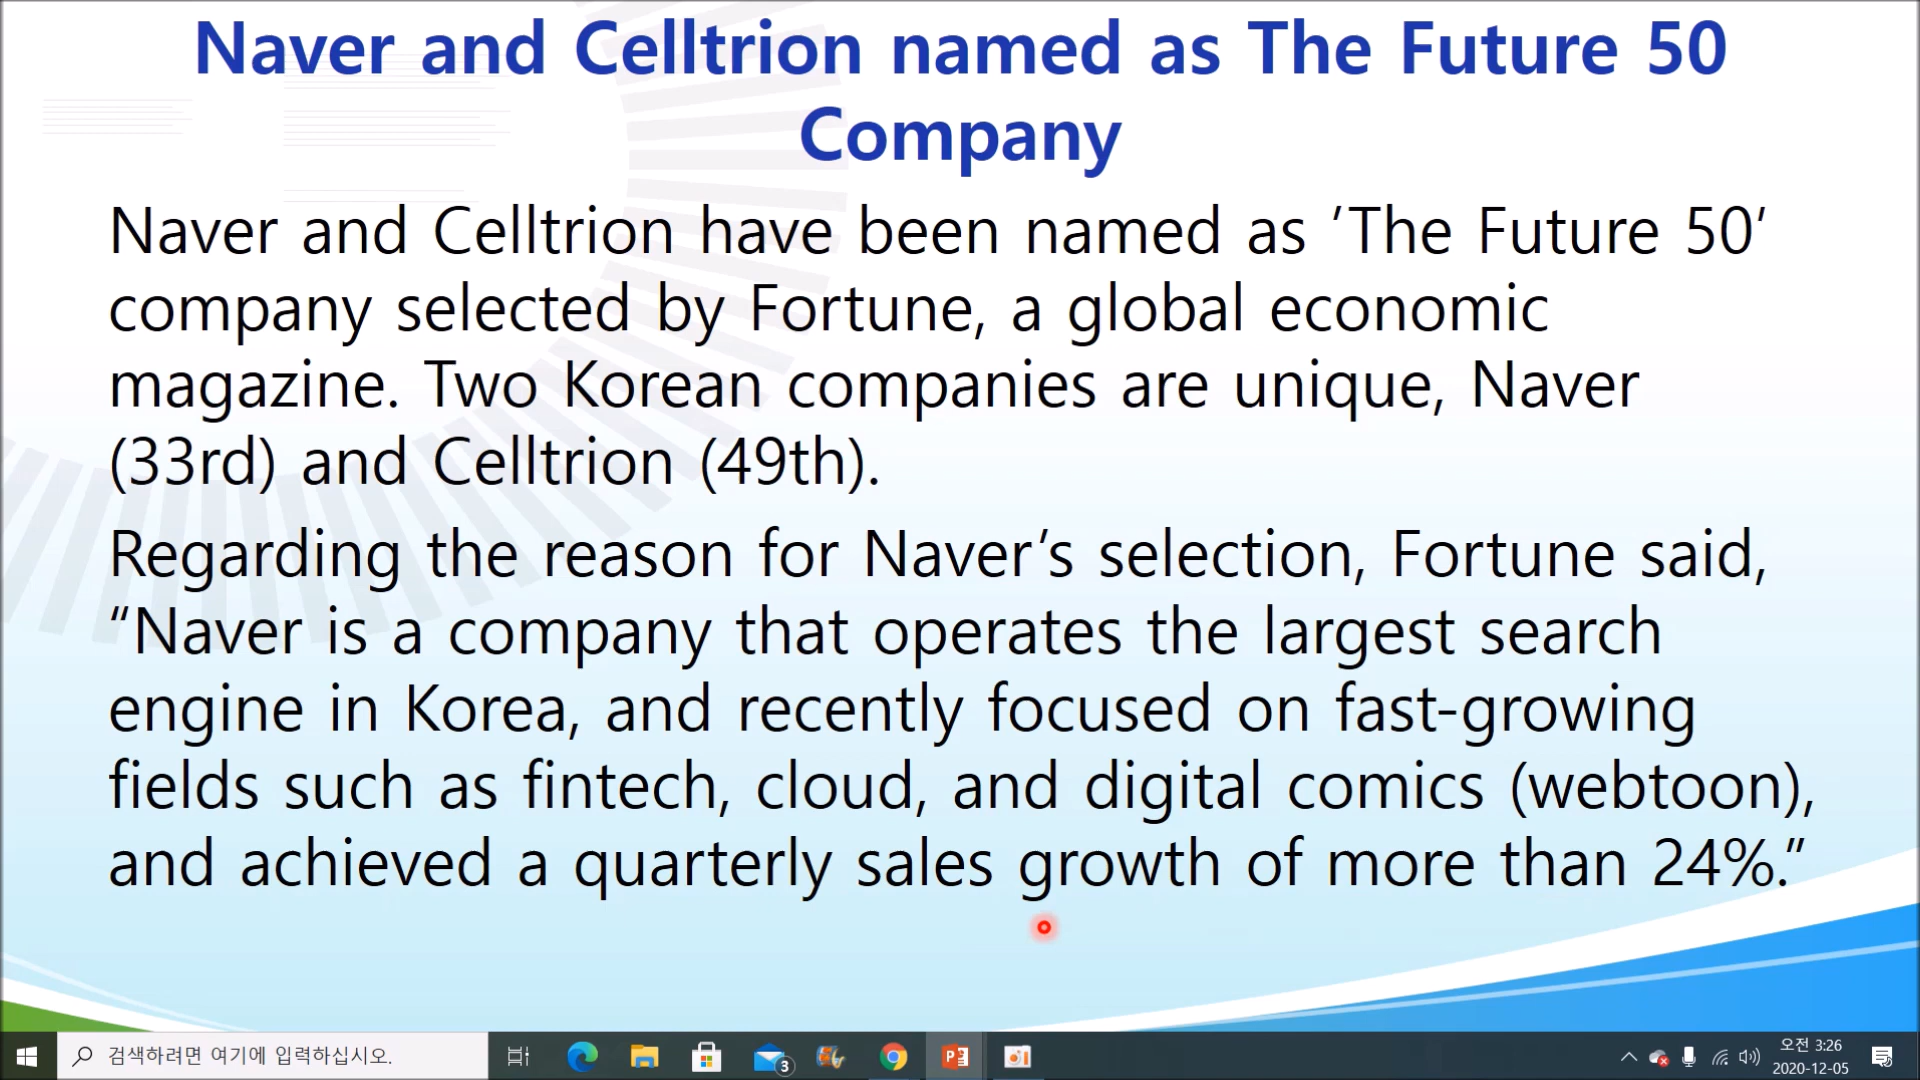 Naver and Celltrion named as The Future 50
Company
Naver and Celltrion have been named as ′The Future 50′
company selected by Fortune, a global economic
magazine. Two Korean companies are unique, Naver
(33rd) and Celltrion (49th).
Regarding the reason for Naver’s selection, Fortune said,
“Naver is a company that operates the largest search
engine in Korea, and recently focused on fast-growing
fields such as fintech, cloud, and digital comics (webtoon),
and achieved a quarterly sales growth of more than 24%.”
검색하려면 여기에 입력하십시오.
3
오전 3:26
2020-12-05